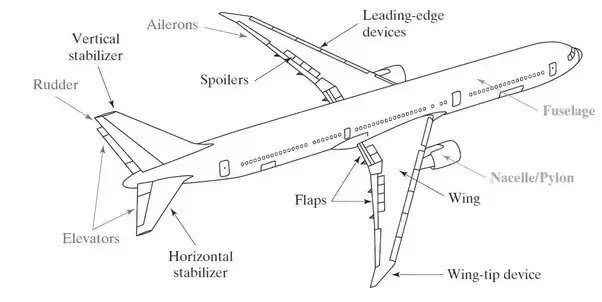 Ailerons
Leading-edge
devices
Vertical
stabilizer
Spoilers
Rudder
Fuselage
Nacelle/Pylon
Flaps
Wing
Elevators
Horizontal
stabilizer
Wing-tip device